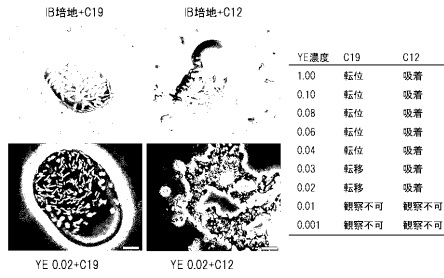 IB培地+C19 IB培地+C12
YE濃度 C19 C12
1.00 転位 吸着
0.10 転位 吸着
0.08 転位 吸着
0.06 転位 吸着
0.04 転位 吸着
0.03 転移 吸着
0.02 転移 吸着
0.01 観察不可 観察不可
0.001 観察不可 観察不可
YE 0.02+C19 YE 0.02+C12